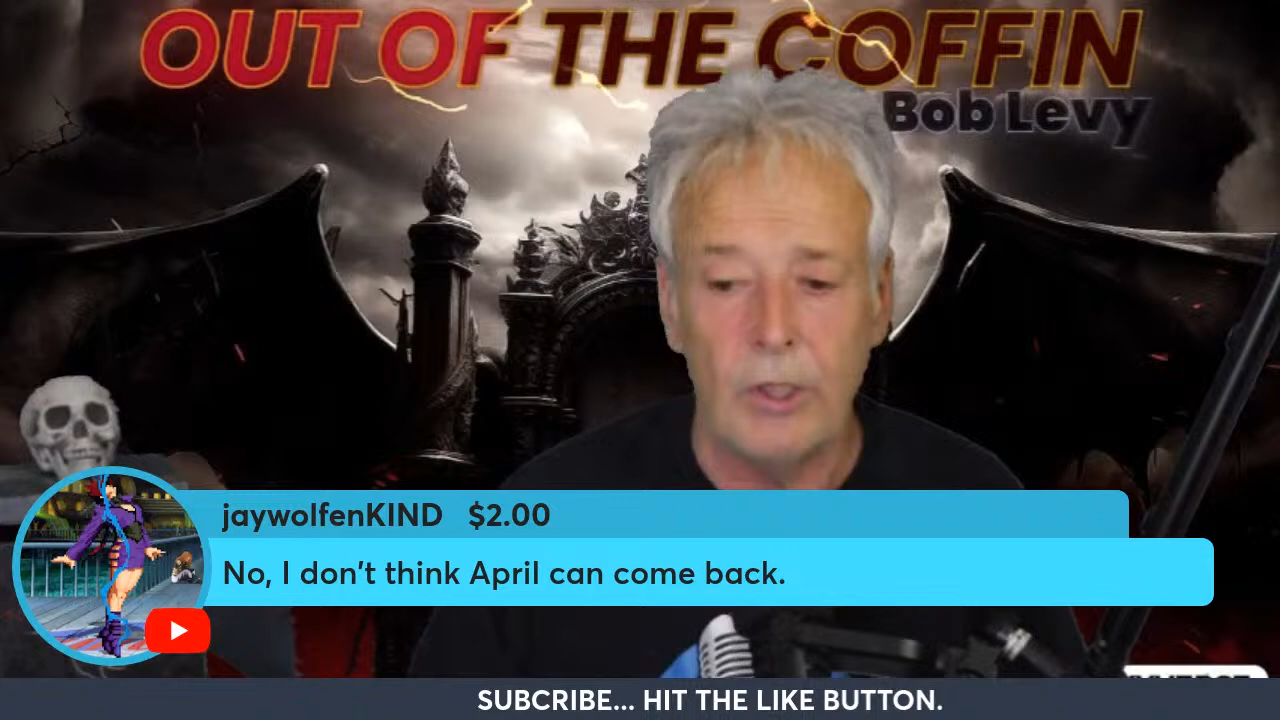 OUT OF THE COFFIN
Bob Levy
jaywolfenKIND $2.00
No, I don't think April can come back.
SUBCRIBE... HIT THE LIKE BUTTON.